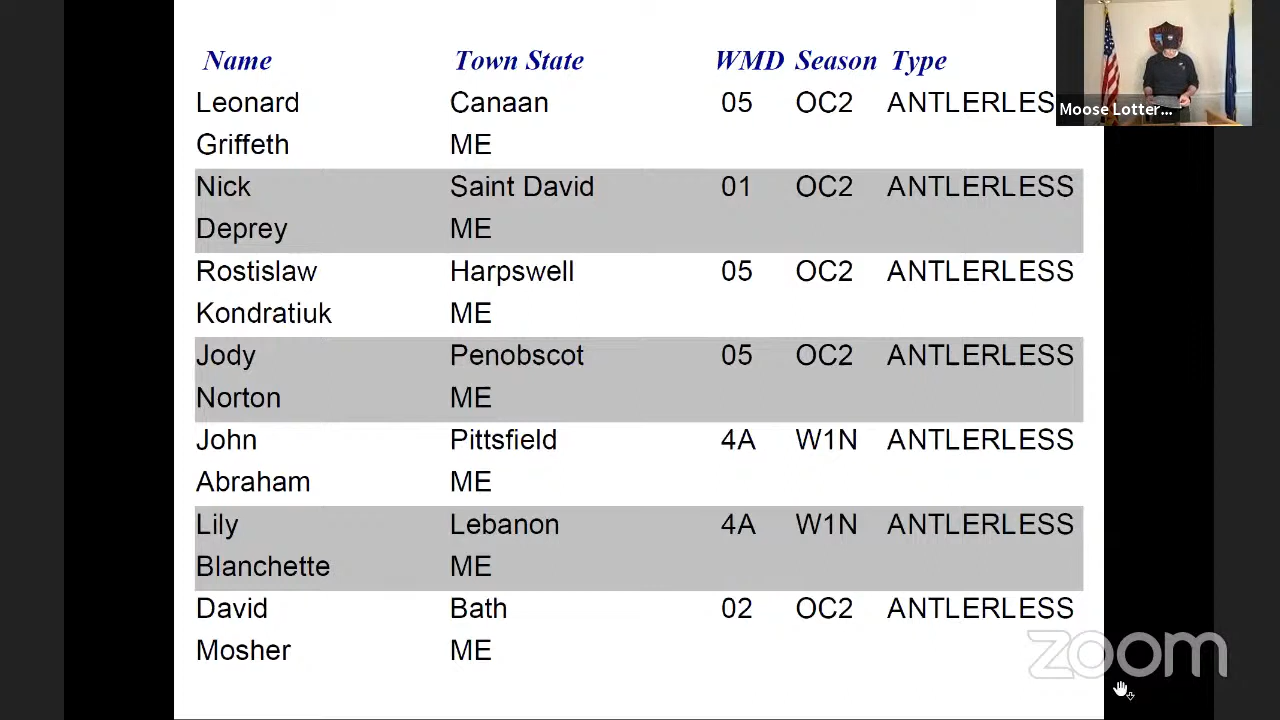 Name Town State WMD Season Type
Leonard Canaan 05 OC2 ANTLERLES
Griffeth ME
Nick Saint David 01 OC2 ANTLERLESS
Deprey ME
Rostislaw Harpswell 05 OC2 ANTLERLESS
Kondratiuk ME
Jody Penobscot 05 OC2 ANTLERLESS
Norton ME
John Pittsfield 4A W1N ANTLERLESS
Abraham ME
Lily Lebanon 4A W1N ANTLERLESS
Blanchette ME
David Bath 02 OC2 ANTLERLESS
Mosher ME
Moose Lotter...
zoom